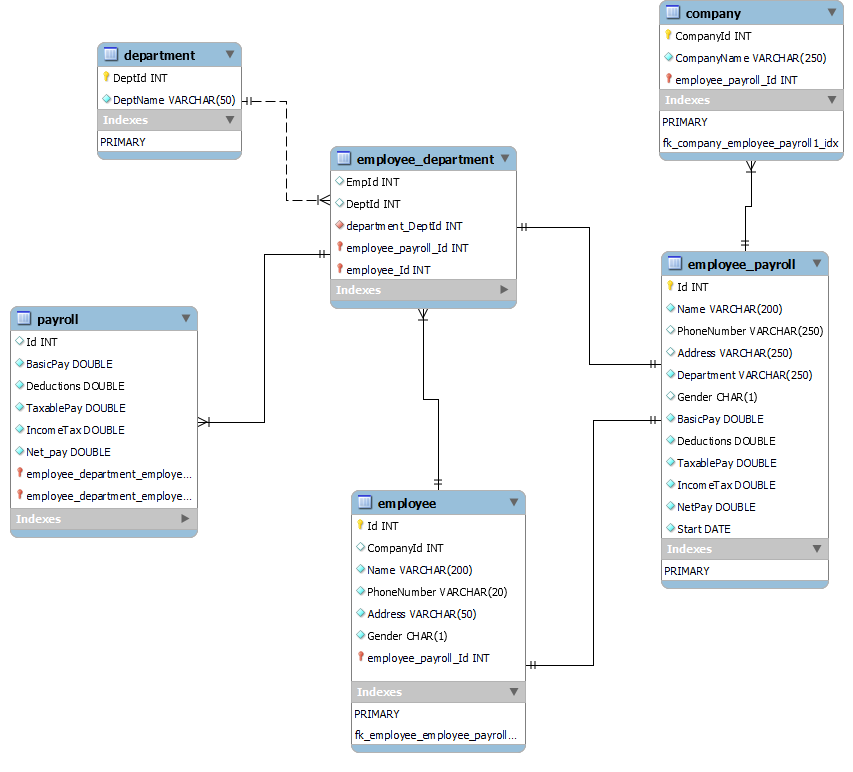 company
CompanyId INT
CompanyName VARCHAR(250)
employee_payroll_Id INT
Indexes
PRIMARY
fk_company_employee_payroll1_idx
department
DeptId INT
DeptName VARCHAR(50)
Indexes
PRIMARY
employee_department
EmpId INT
DeptId INT
department_DeptId INT
employee_payroll_Id INT
employee_Id INT
Indexes
employee_payroll
Id INT
Name VARCHAR(200)
PhoneNumber VARCHAR(250)
Address VARCHAR(250)
Department VARCHAR(250)
Gender CHAR(1)
BasicPay DOUBLE
Deductions DOUBLE
TaxablePay DOUBLE
IncomeTax DOUBLE
NetPay DOUBLE
Start DATE
Indexes
PRIMARY
payroll
Id INT
BasicPay DOUBLE
Deductions DOUBLE
TaxablePay DOUBLE
IncomeTax DOUBLE
Net_pay DOUBLE
employee_department_employe...
employee_department_employe...
Indexes
employee
Id INT
CompanyId INT
Name VARCHAR(200)
PhoneNumber VARCHAR(20)
Address VARCHAR(50)
Gender CHAR(1)
employee_payroll_Id INT
Indexes
PRIMARY
fk_employee_employee_payroll...